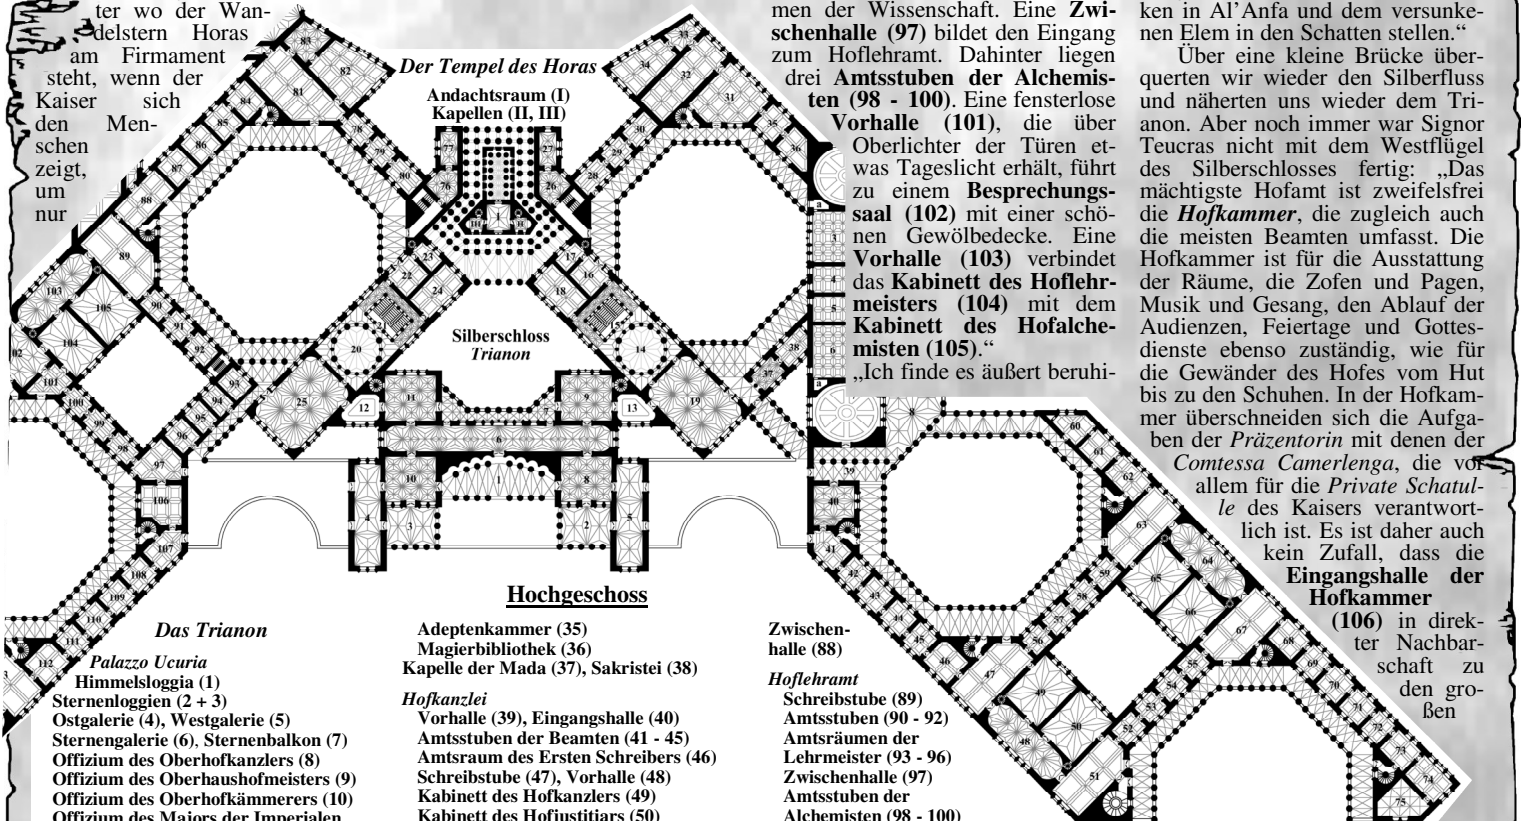 ter wo der Wan-
delstern Horas
am Firmament
steht, wenn der
Kaiser sich
den Men-
schen
zeigt,
um
nur
Der Tempel des Horas
Andachtsraum (I)
Kapellen (II, III)
Silberschloss
Trianon
men der Wissenschaft. Eine Zwi-
schenhalle (97) bildet den Eingang
zum Hoflehramt. Dahinter liegen
drei Amtsstuben der Alchemis-
ten (98 - 100). Eine fensterlose
Vorhalle (101), die über
Oberlichter der Türen et-
was Tageslicht erhält, führt
zu einem Besprechungs-
saal (102) mit einer schö-
nen Gewölbedecke. Eine
Vorhalle (103) verbindet
das Kabinett des Hoflehr-
meisters (104) mit dem
Kabinett des Hofalche-
misten (105).“
„Ich finde es äußert beruhi-
ken in Al’Anfa und dem versunke-
nen Elem in den Schatten stellen.“
Über eine kleine Brücke über-
querten wir wieder den Silberfluss
und näherten uns wieder dem Tri-
anon. Aber noch immer war Signor
Teucras nicht mit dem Westflügel
des Silberschlosses fertig: „Das
mächtigste Hofamt ist zweifelsfrei
die Hofkammer, die zugleich auch
die meisten Beamten umfasst. Die
Hofkammer ist für die Ausstattung
der Räume, die Zofen und Pagen,
Musik und Gesang, den Ablauf der
Audienzen, Feiertage und Gottes-
dienste ebenso zuständig, wie für
die Gewänder des Hofes vom Hut
bis zu den Schuhen. In der Hofkam-
mer überschneiden sich die Aufga-
ben der Präzentorin mit denen der
Comtessa Camerlenga, die vor
allem für die Private Schatul-
le des Kaisers verantwort-
lich ist. Es ist daher auch
kein Zufall, dass die
Eingangshalle der
Hofkammer
(106) in direk-
ter Nachbar-
schaft zu
den gro-
ßen
Hochgeschoss
Das Trianon
Palazzo Ucuria
Himmelsloggia (1)
Sternenloggien (2 + 3)
Ostgalerie (4), Westgalerie (5)
Sternengalerie (6), Sternenbalkon (7)
Offizium des Oberhofkanzlers (8)
Offizium des Oberhaushofmeisters (9)
Offizium des Oberhofkämmerers (10)
Offizium des Majors der Imperialen
Adeptenkammer (35)
Magierbibliothek (36)
Kapelle der Mada (37), Sakristei (38)
Hofkanzlei
Vorhalle (39), Eingangshalle (40)
Amtsstuben der Beamten (41 - 45)
Amtsraum des Ersten Schreibers (46)
Schreibstube (47), Vorhalle (48)
Kabinett des Hofkanzlers (49)
Kabinett des Hofjustitiars (50)
Zwischen-
halle (88)
Hoflehramt
Schreibstube (89)
Amtsstuben (90 - 92)
Amtsräumen der
Lehrmeister (93 - 96)
Zwischenhalle (97)
Amtsstuben der
Alchemisten (98 - 100)